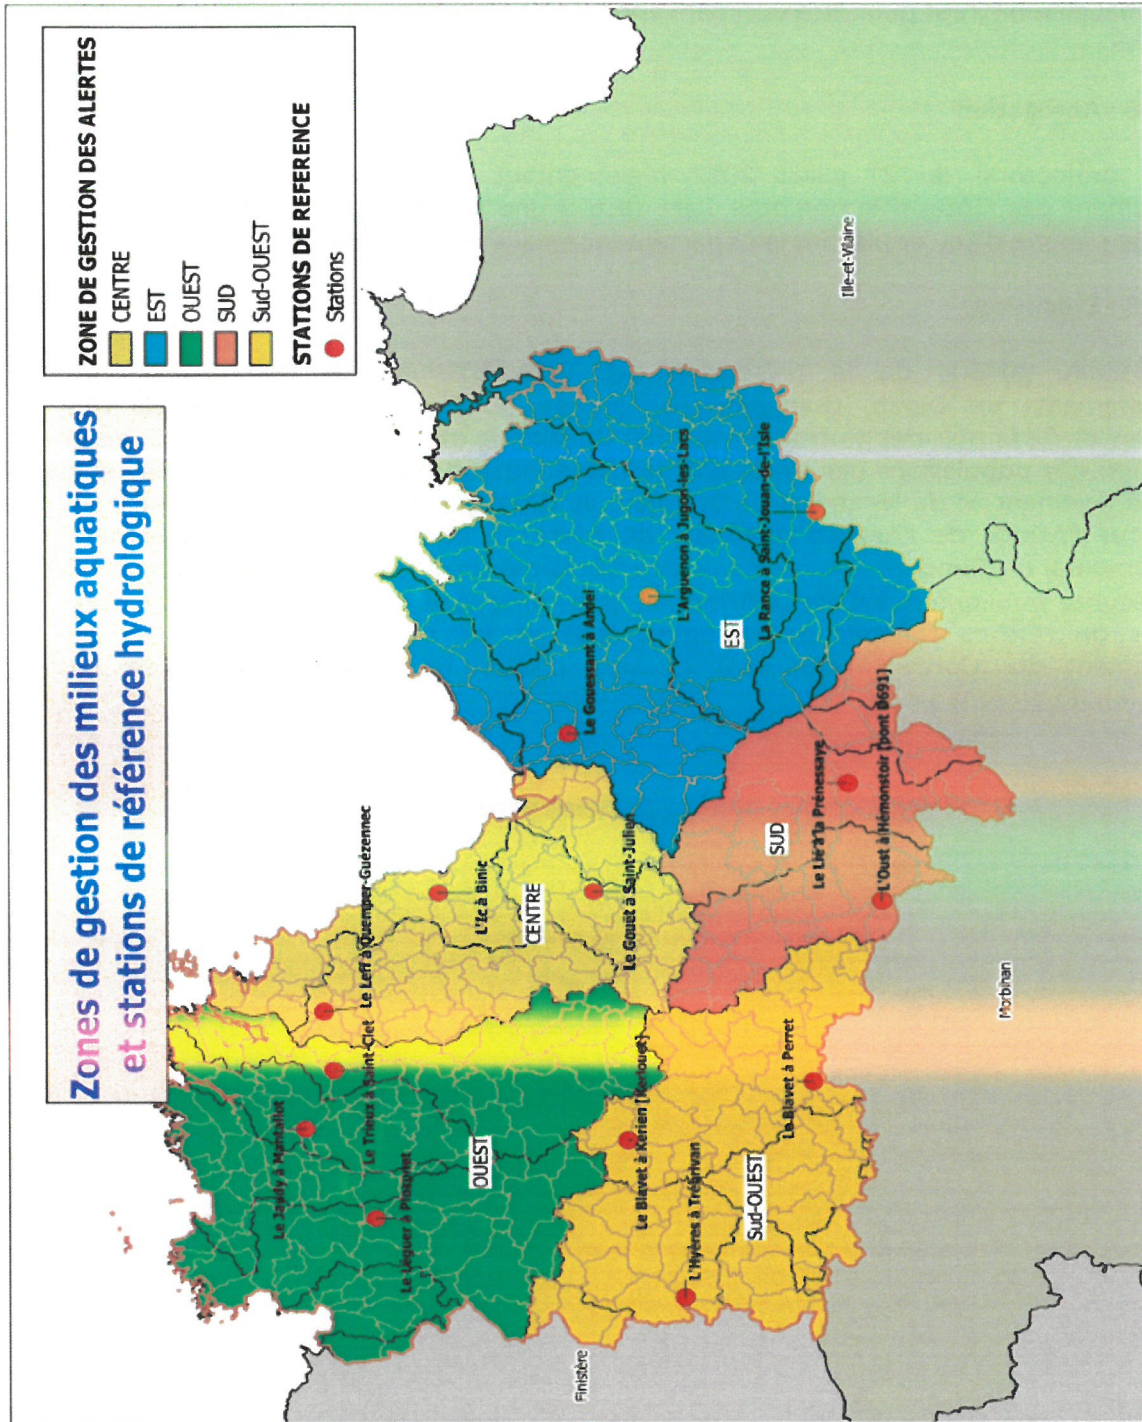 Zones de gestion des milieux aquatiques
et stations de référence hydrologique
ZONE DE GESTION DES ALERTES
CENTRE
EST
OUEST
SUD
Sud-OUEST
STATIONS DE REFERENCE
Stations
Le Jaudy à Mantallot
Le Leff à Quemper-Guézennec
Le Trieux à Saint-Clet
Le Léguer à Pluzunet
L'Ic à Binic
OUEST
CENTRE
Le Gouessant à Andel
Le Gouët à Saint-Julien
Le Blavet à Kerien [Kerlouet]
L'Arguenon à Jugon-les-Lacs
L'Hyères à Trébrivan
EST
La Rance à Saint-Jouan-de-l'Isle
Sud-OUEST
SUD
Le Blavet à Perret
Le Lié à la Prénessaye
L'Oust à Hémonstoir [pont D691]
Finistère
Morbihan
Ille-et-Vilaine